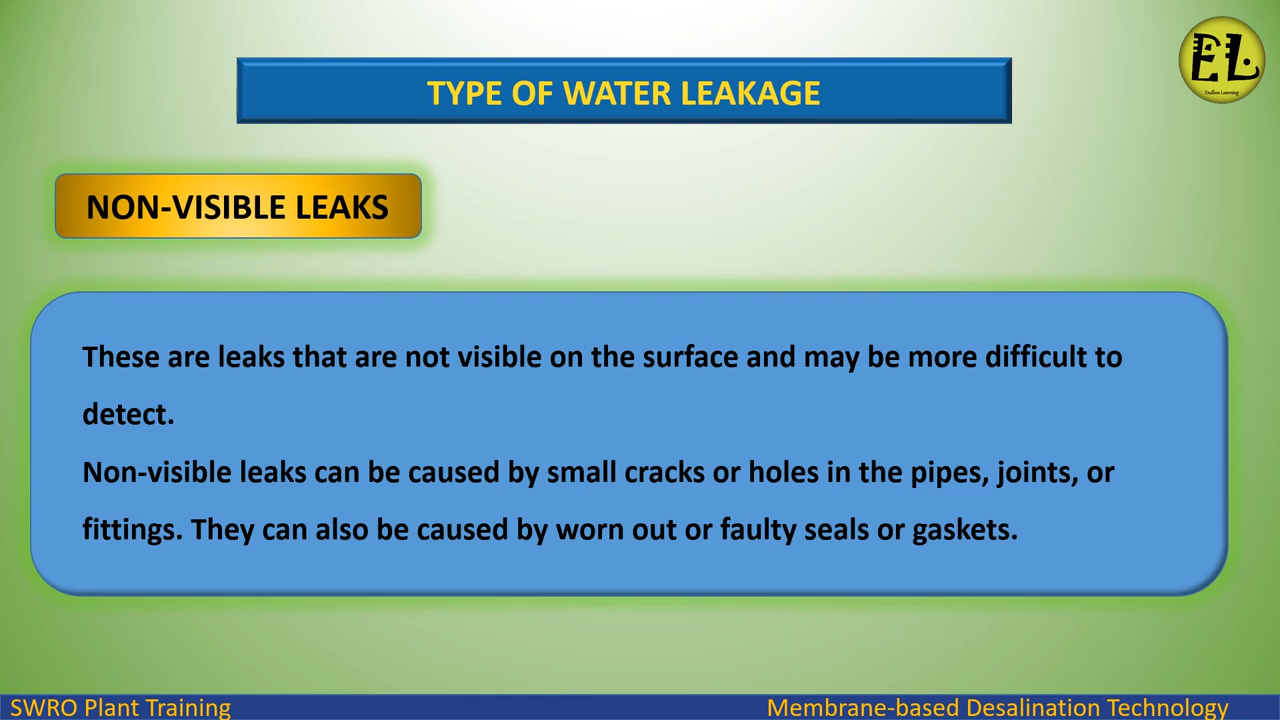 EL
Endless Learning
TYPE OF WATER LEAKAGE
NON-VISIBLE LEAKS
These are leaks that are not visible on the surface and may be more difficult to
detect.
Non-visible leaks can be caused by small cracks or holes in the pipes, joints, or
fittings. They can also be caused by worn out or faulty seals or gaskets.
SWRO Plant Training
Membrane-based Desalination Technology